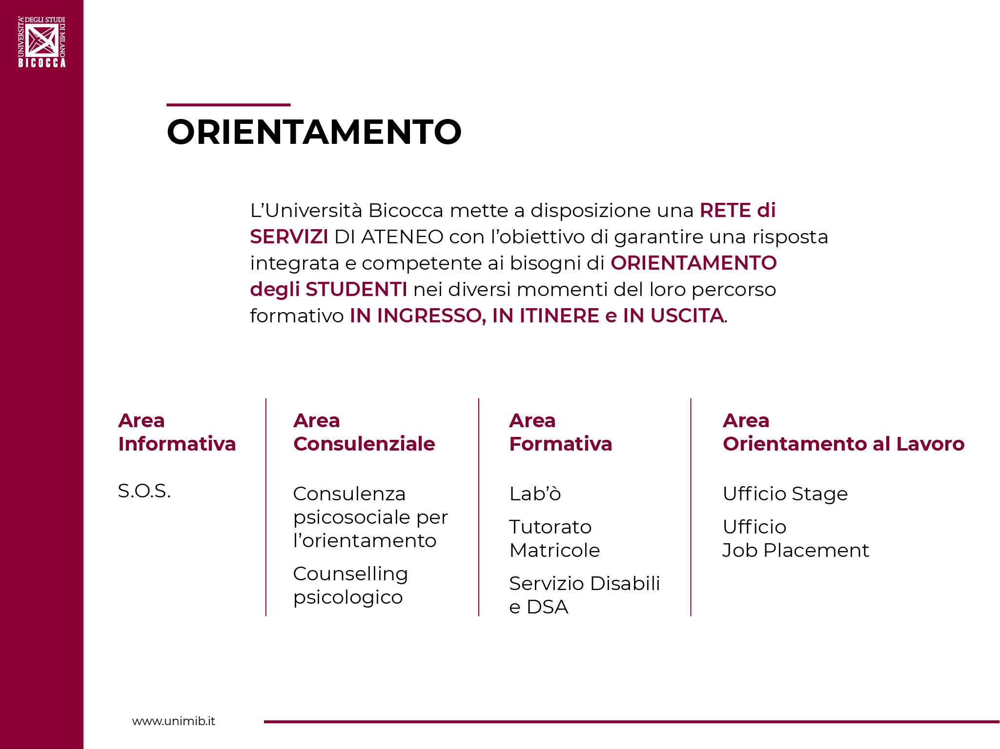 UNIVERSITA' DEGLI STUDI DI MILANO
BICOCCA
ORIENTAMENTO
L’Università Bicocca mette a disposizione una RETE di
SERVIZI DI ATENEO con l’obiettivo di garantire una risposta
integrata e competente ai bisogni di ORIENTAMENTO
degli STUDENTI nei diversi momenti del loro percorso
formativo IN INGRESSO, IN ITINERE e IN USCITA.
Area
Informativa
S.O.S.
Area
Consulenziale
Consulenza
psicosociale per
l’orientamento
Counselling
psicologico
Area
Formativa
Lab’ò
Tutorato
Matricole
Servizio Disabili
e DSA
Area
Orientamento al Lavoro
Ufficio Stage
Ufficio
Job Placement
www.unimib.it